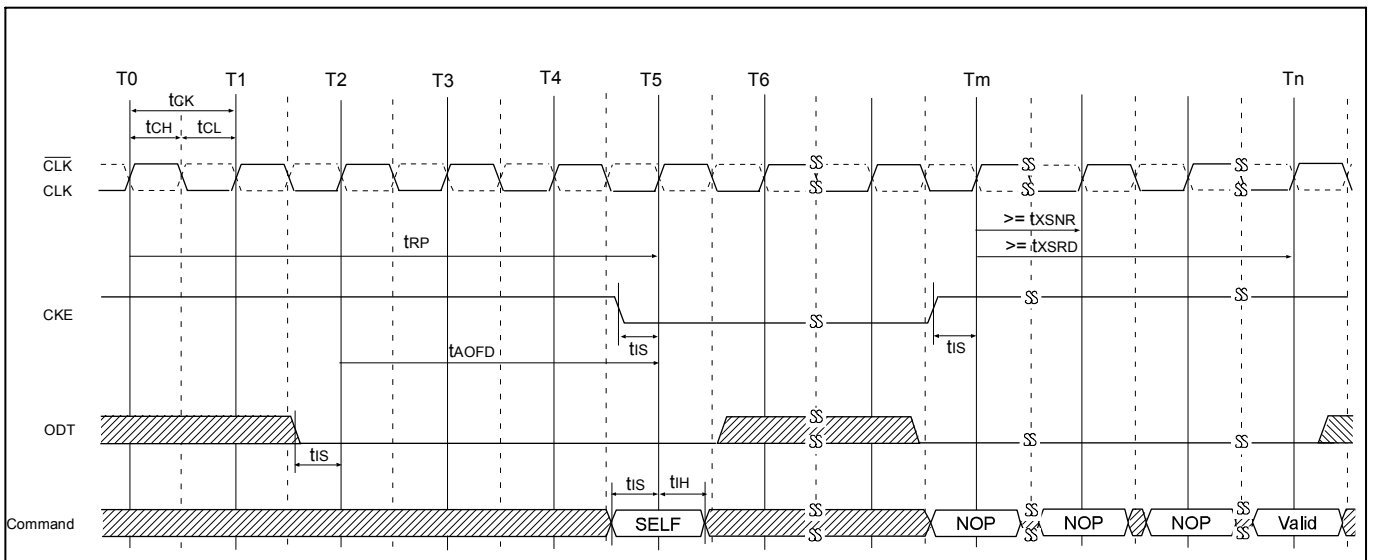 T0 T1 T2 T3 T4 T5 T6 Tm Tn
tCK
tCH tCL
CLK
CLK
>= tXSNR
tRP
>= tXSRD
CKE
tIS tIS
tAOFD
ODT
tIS
tIS tIH
Command SELF NOP NOP NOP Valid